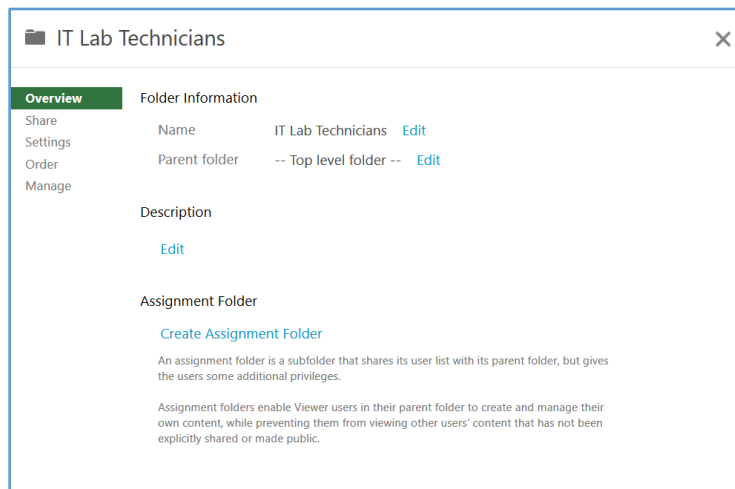 IT Lab Technicians
Overview
Share
Settings
Order
Manage
Folder Information
Name IT Lab Technicians Edit
Parent folder -- Top level folder -- Edit
Description
Edit
Assignment Folder
Create Assignment Folder
An assignment folder is a subfolder that shares its user list with its parent folder, but gives
the users some additional privileges.
Assignment folders enable Viewer users in their parent folder to create and manage their
own content, while preventing them from viewing other users' content that has not been
explicitly shared or made public.